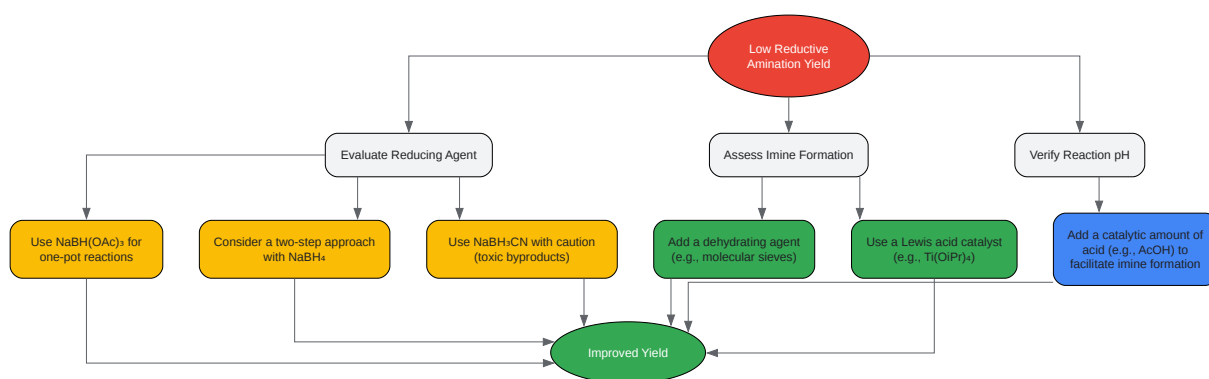 Low Reductive
Amination Yield
Evaluate Reducing Agent
Assess Imine Formation
Verify Reaction pH
Use NaBH(OAc)₃ for
one-pot reactions
Consider a two-step approach
with NaBH₄
Use NaBH₃CN with caution
(toxic byproducts)
Add a dehydrating agent
(e.g., molecular sieves)
Use a Lewis acid catalyst
(e.g., Ti(OiPr)₄)
Add a catalytic amount of
acid (e.g., AcOH) to
facilitate imine formation
Improved Yield